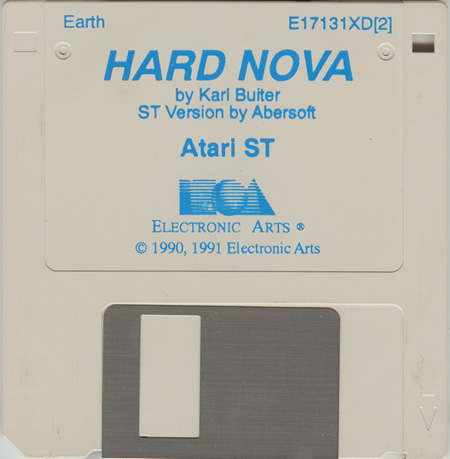 Earth E17131XD[2]
HARD NOVA
by Karl Buiter
ST Version by Abersoft
Atari ST
ECA
ELECTRONIC ARTS ®
© 1990, 1991 Electronic Arts